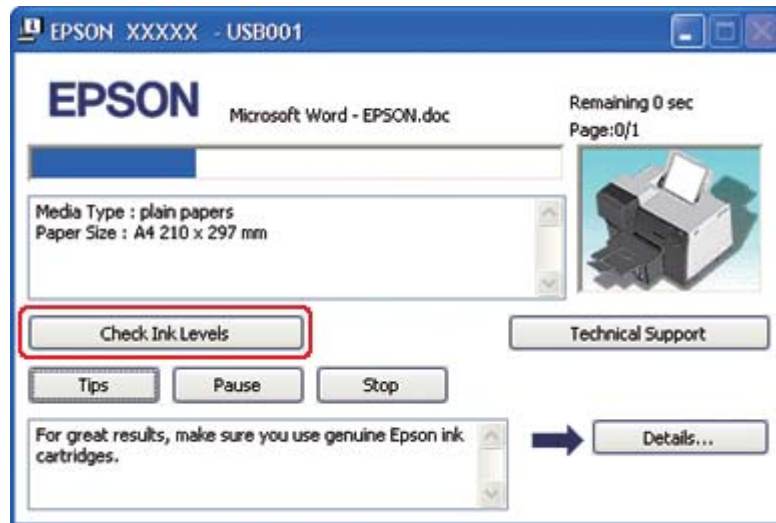 EPSON XXXXX - USB001
EPSON
Microsoft Word - EPSON.doc
Remaining 0 sec
Page:0/1
Media Type : plain papers
Paper Size : A4 210 x 297 mm
Check Ink Levels
Technical Support
Tips
Pause
Stop
For great results, make sure you use genuine Epson ink
cartridges.
Details...